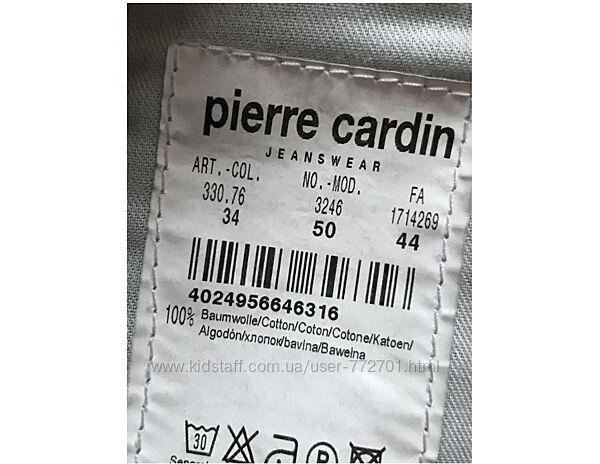 pierre cardin
JEANSWEAR
ART.-COL. NO.-MOD. FA
330.76 3246 1714269
34 50 44
4024956646316
100% Baumwolle/Cotton/Coton/Cotone/Katoen/
Algodón/хлопок/bavlna/Bawełna
www.kidstaff.com.ua/user-772701.html
30 P